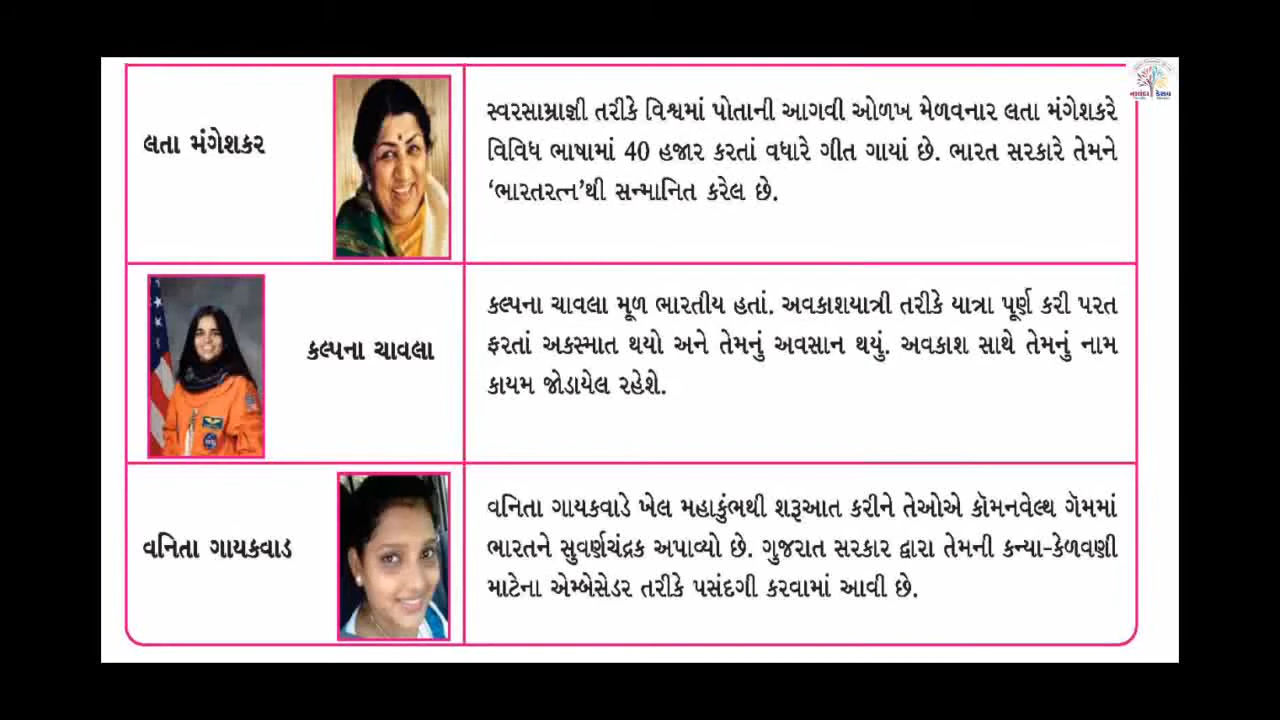 લતા મંગેશકર
સ્વરસામ્રાજ્ઞી તરીકે વિશ્વમાં પોતાની આગવી ઓળખ મેળવનાર લતા મંગેશકરે
વિવિધ ભાષામાં 40 હજાર કરતાં વધારે ગીત ગાયાં છે. ભારત સરકારે તેમને
‘ભારતરત્ન’થી સન્માનિત કરેલ છે.
કલ્પના ચાવલા
કલ્પના ચાવલા મૂળ ભારતીય હતાં. અવકાશયાત્રી તરીકે યાત્રા પૂર્ણ કરી પરત
ફરતાં અકસ્માત થયો અને તેમનું અવસાન થયું. અવકાશ સાથે તેમનું નામ
કાયમ જોડાયેલ રહેશે.
વનિતા ગાયકવાડ
વનિતા ગાયકવાડે ખેલ મહાકુંભથી શરૂઆત કરીને તેઓએ કૉમનવેલ્થ ગૅમમાં
ભારતને સુવર્ણચંદ્રક અપાવ્યો છે. ગુજરાત સરકાર દ્વારા તેમની કન્યા-કેળવણી
માટેના એમ્બેસેડર તરીકે પસંદગી કરવામાં આવી છે.